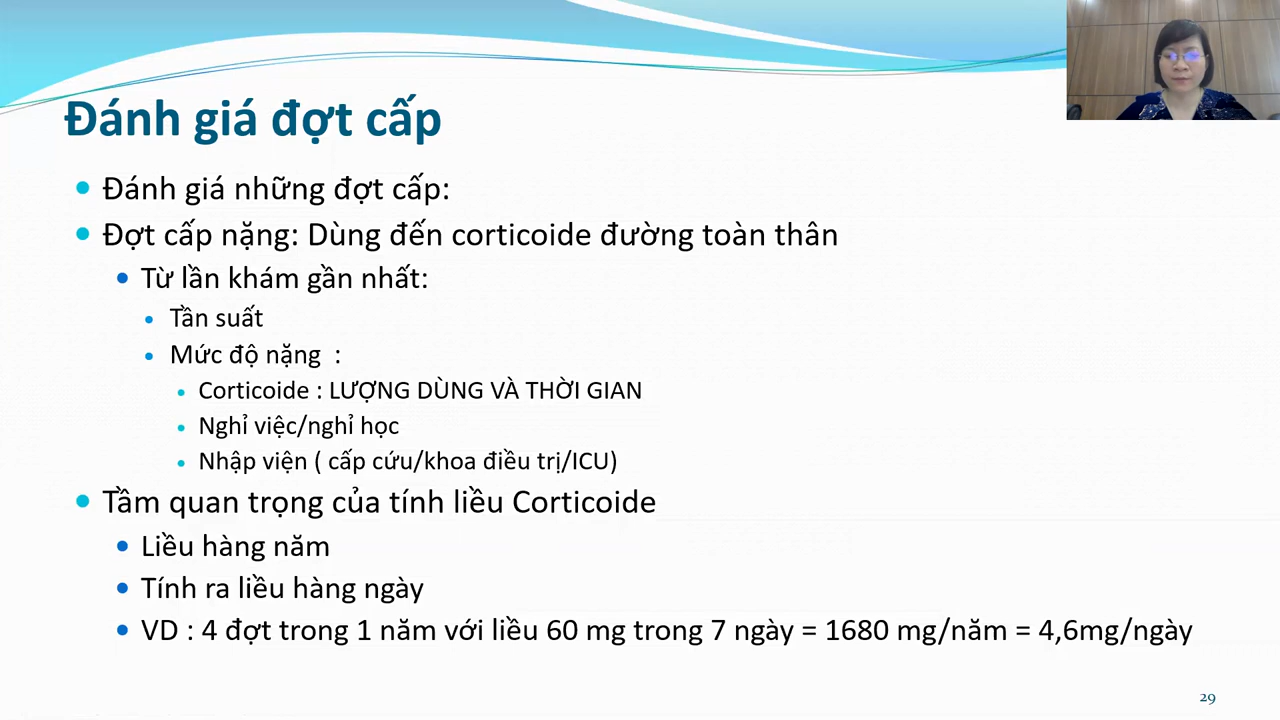 Đánh giá đợt cấp
Đánh giá những đợt cấp:
Đợt cấp nặng: Dùng đến corticoide đường toàn thân
Từ lần khám gần nhất:
Tần suất
Mức độ nặng :
Corticoide : LƯỢNG DÙNG VÀ THỜI GIAN
Nghỉ việc/nghỉ học
Nhập viện ( cấp cứu/khoa điều trị/ICU)
Tầm quan trọng của tính liều Corticoide
Liều hàng năm
Tính ra liều hàng ngày
VD : 4 đợt trong 1 năm với liều 60 mg trong 7 ngày = 1680 mg/năm = 4,6mg/ngày
29